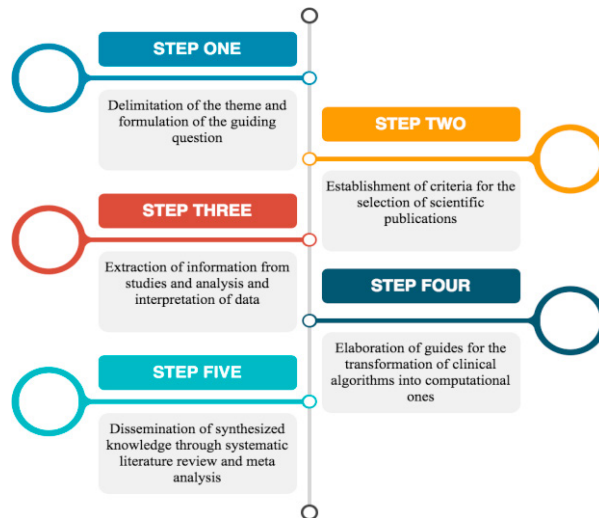 STEP ONE
Delimitation of the theme and
formulation of the guiding
question
STEP TWO
Establishment of criteria for the
selection of scientific
publications
STEP THREE
Extraction of information from
studies and analysis and
interpretation of data
STEP FOUR
Elaboration of guides for the
transformation of clinical
algorithms into computational
ones
STEP FIVE
Dissemination of synthesized
knowledge through systematic
literature review and meta
analysis